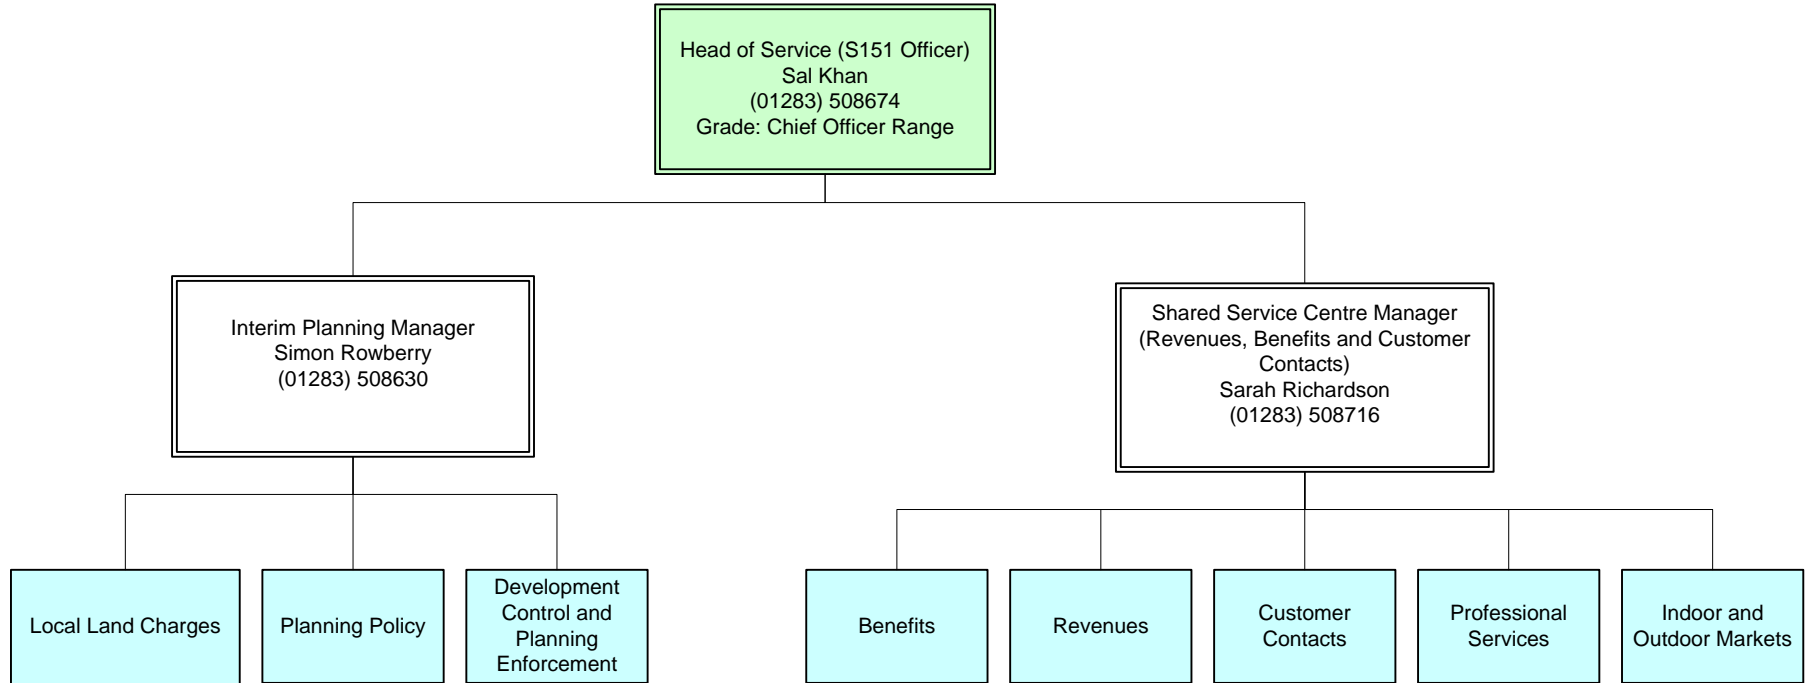 Head of Service (S151 Officer)
Sal Khan
(01283) 508674
Grade: Chief Officer Range
Interim Planning Manager
Simon Rowberry
(01283) 508630
Shared Service Centre Manager
(Revenues, Benefits and Customer
Contacts)
Sarah Richardson
(01283) 508716
Local Land Charges
Planning Policy
Development
Control and
Planning
Enforcement
Benefits
Revenues
Customer
Contacts
Professional
Services
Indoor and
Outdoor Markets